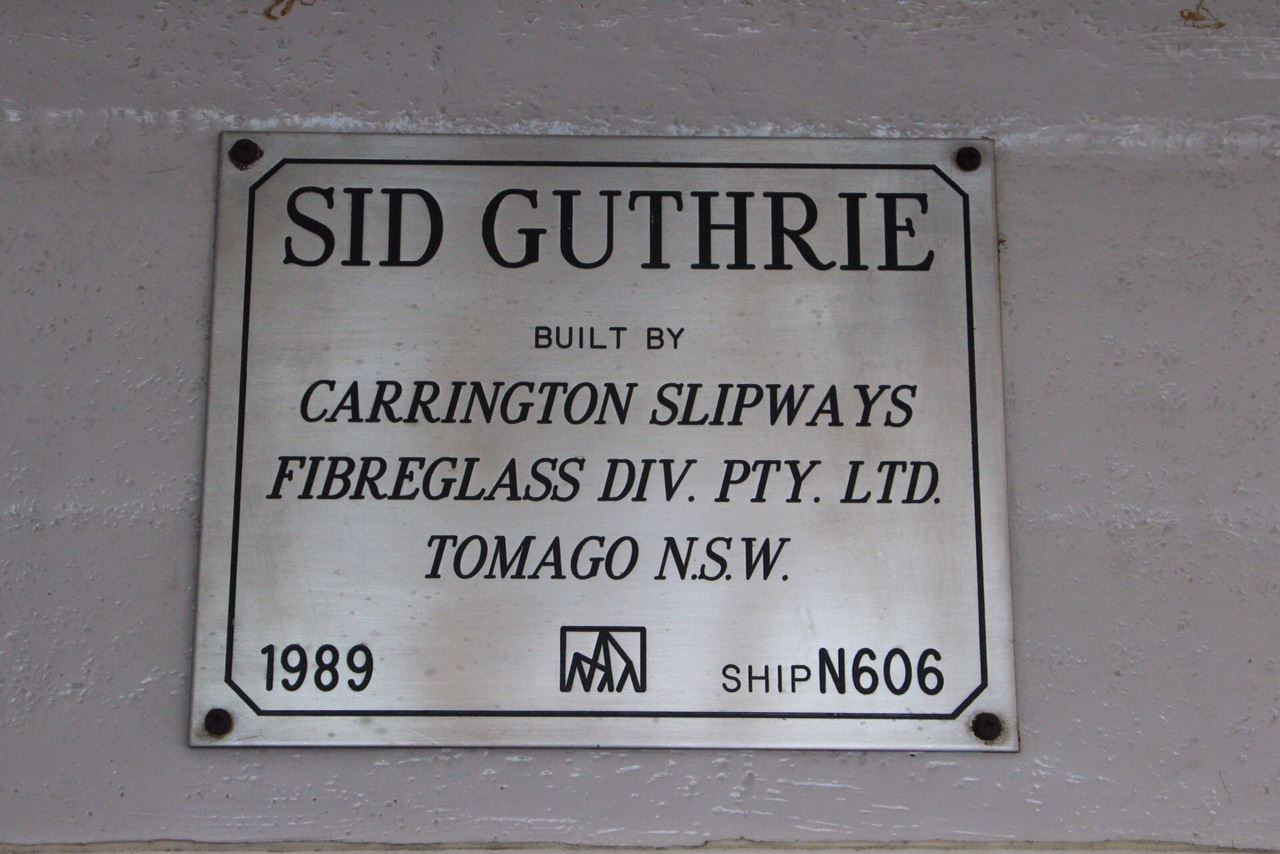 SID GUTHRIE
BUILT BY
CARRINGTON SLIPWAYS
FIBREGLASS DIV. PTY. LTD.
TOMAGO N.S.W.
1989 SHIP N606